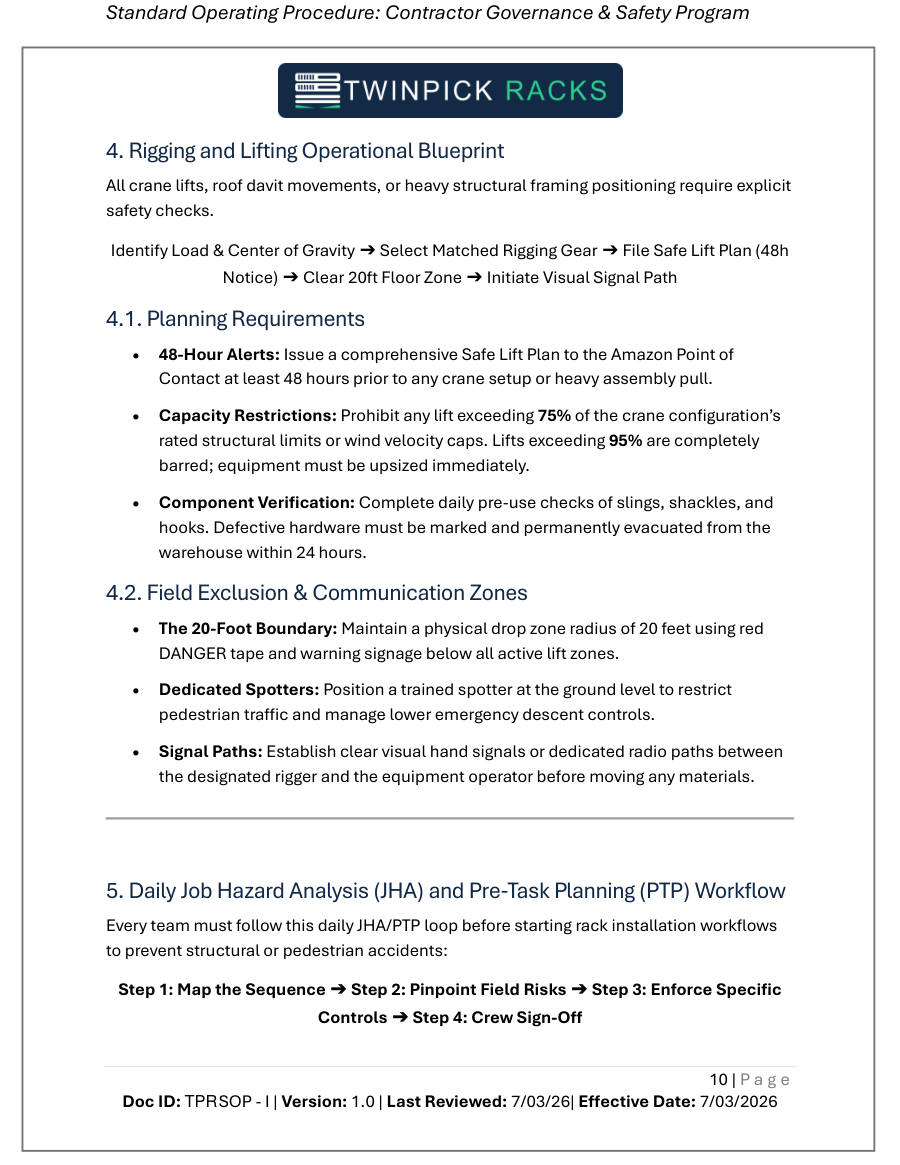 Standard Operating Procedure: Contractor Governance & Safety Program
TWINPICK RACKS
4. Rigging and Lifting Operational Blueprint
All crane lifts, roof davit movements, or heavy structural framing positioning require explicit
safety checks.
Identify Load & Center of Gravity ➔ Select Matched Rigging Gear ➔ File Safe Lift Plan (48h
Notice) ➔ Clear 20ft Floor Zone ➔ Initiate Visual Signal Path
4.1. Planning Requirements
• 48-Hour Alerts: Issue a comprehensive Safe Lift Plan to the Amazon Point of
Contact at least 48 hours prior to any crane setup or heavy assembly pull.
• Capacity Restrictions: Prohibit any lift exceeding 75% of the crane configuration’s
rated structural limits or wind velocity caps. Lifts exceeding 95% are completely
barred; equipment must be upsized immediately.
• Component Verification: Complete daily pre-use checks of slings, shackles, and
hooks. Defective hardware must be marked and permanently evacuated from the
warehouse within 24 hours.
4.2. Field Exclusion & Communication Zones
• The 20-Foot Boundary: Maintain a physical drop zone radius of 20 feet using red
DANGER tape and warning signage below all active lift zones.
• Dedicated Spotters: Position a trained spotter at the ground level to restrict
pedestrian traffic and manage lower emergency descent controls.
• Signal Paths: Establish clear visual hand signals or dedicated radio paths between
the designated rigger and the equipment operator before moving any materials.
5. Daily Job Hazard Analysis (JHA) and Pre-Task Planning (PTP) Workflow
Every team must follow this daily JHA/PTP loop before starting rack installation workflows
to prevent structural or pedestrian accidents:
Step 1: Map the Sequence ➔ Step 2: Pinpoint Field Risks ➔ Step 3: Enforce Specific
Controls ➔ Step 4: Crew Sign-Off
10 | Page
Doc ID: TPRSOP - I | Version: 1.0 | Last Reviewed: 7/03/26| Effective Date: 7/03/2026